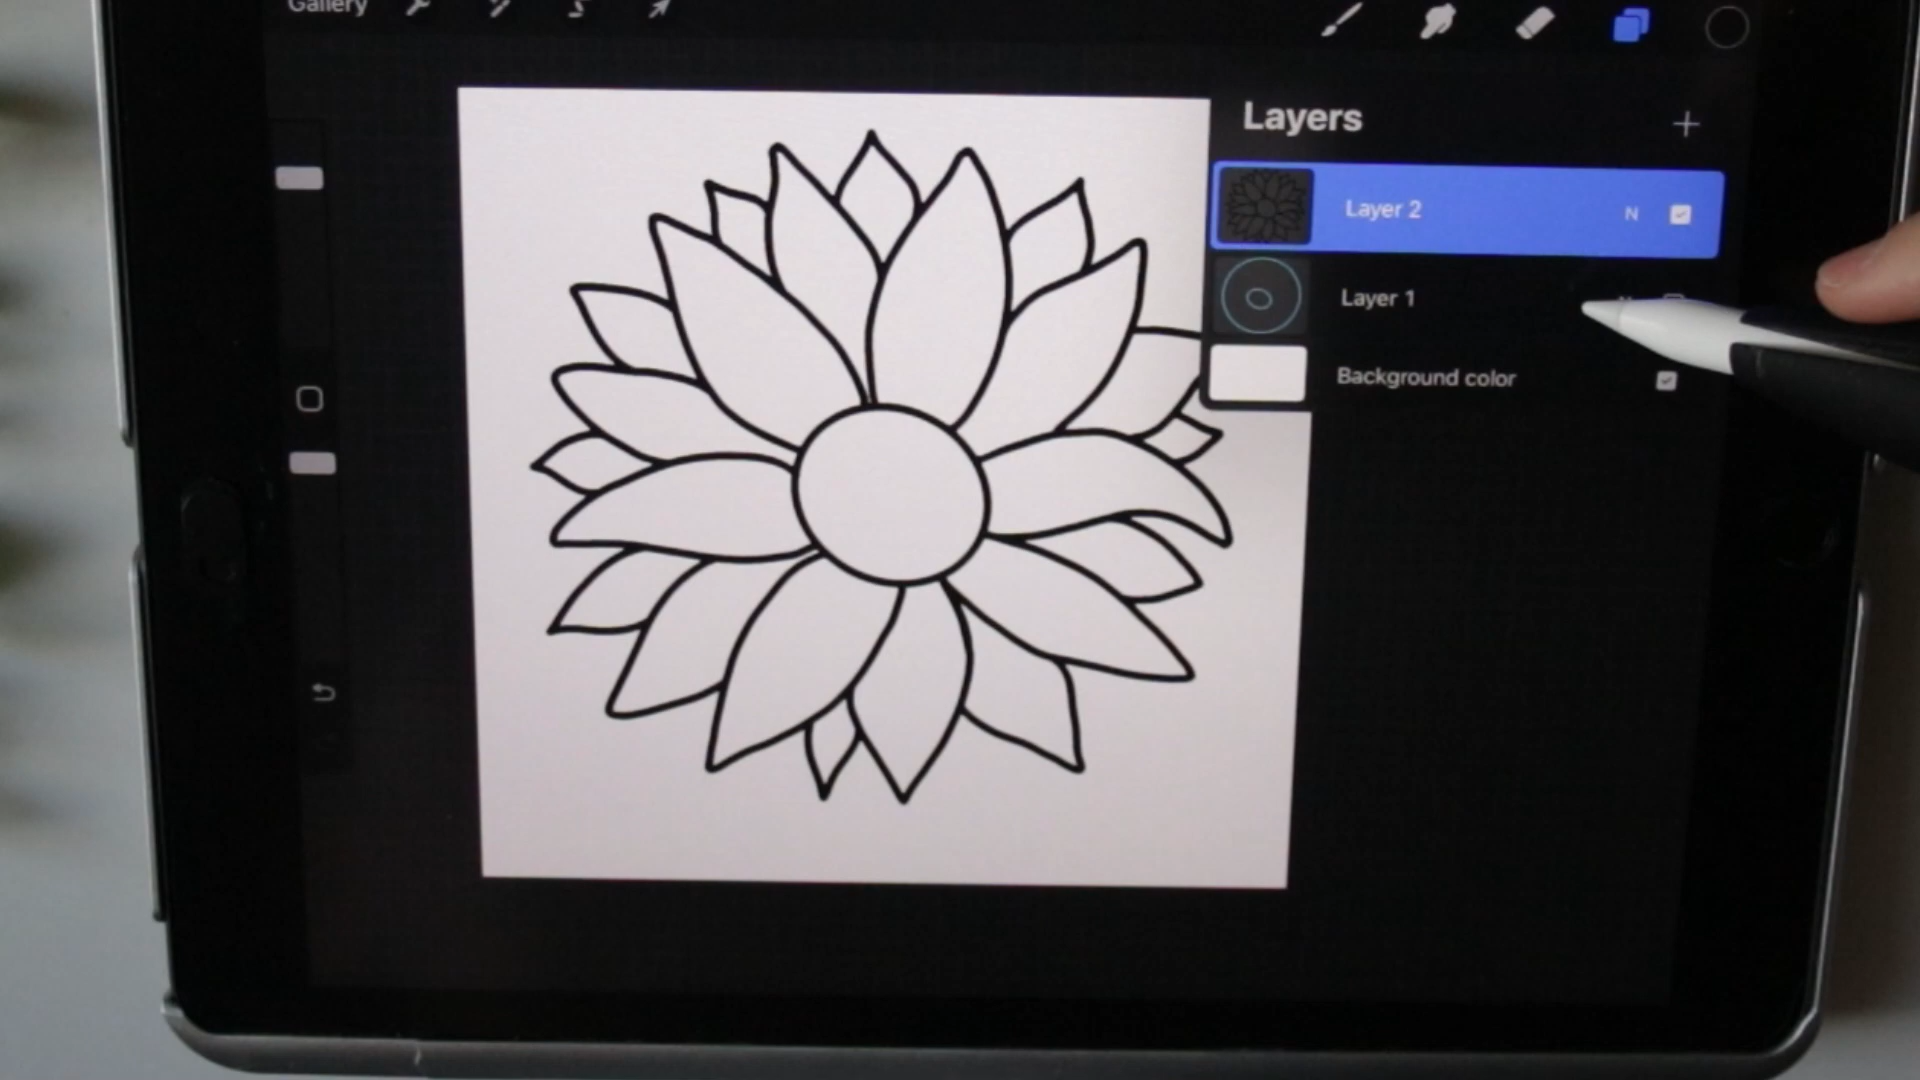 Gallery
Layers
Layer 2 N
Layer 1
Background color